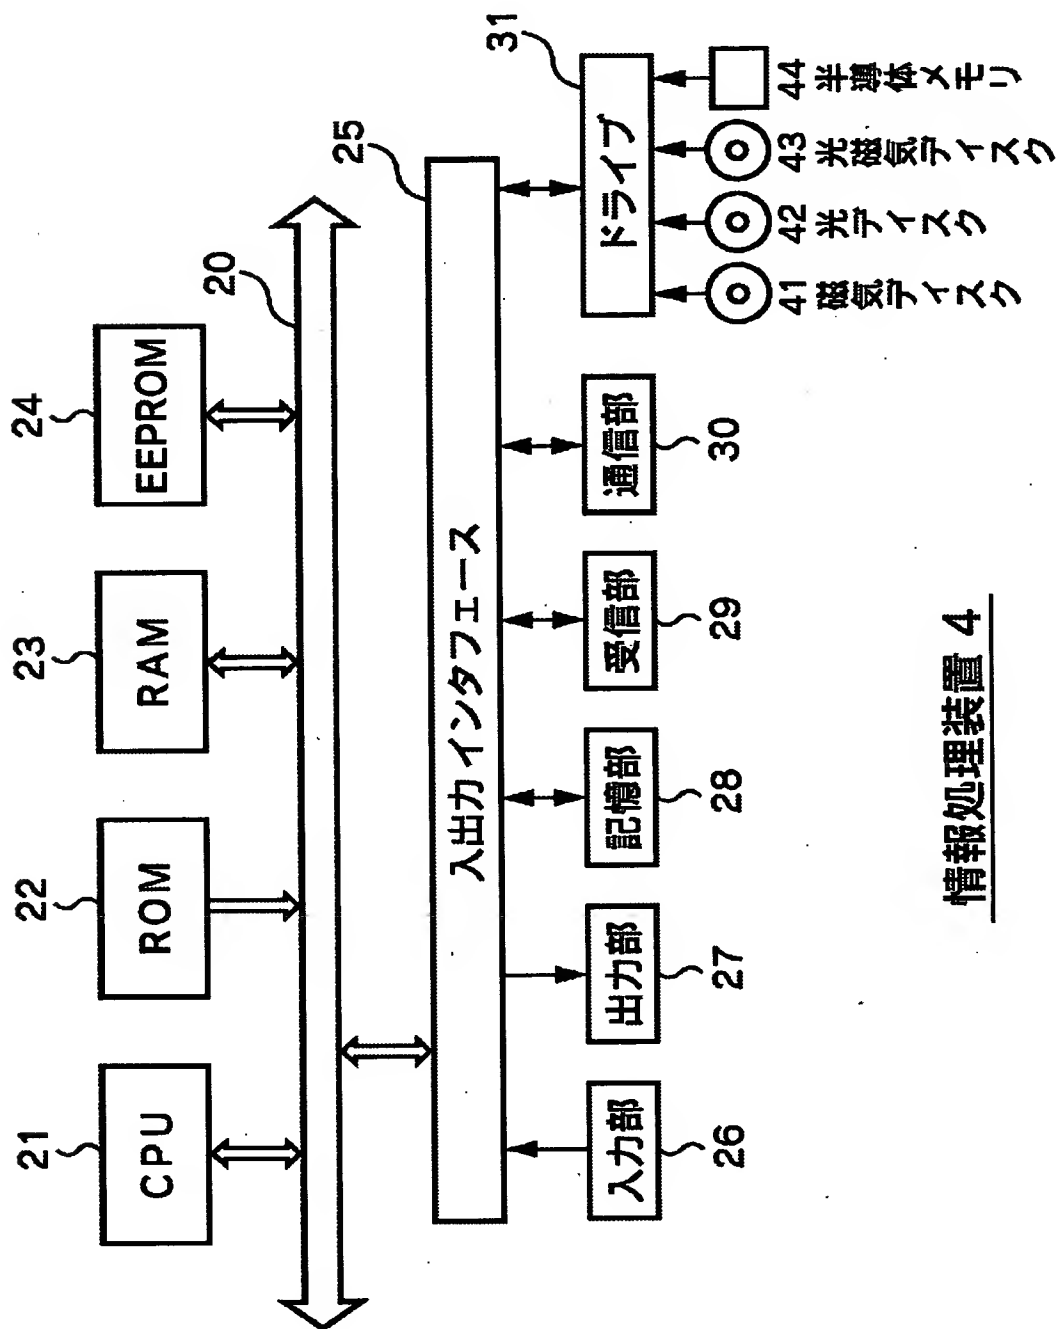 21
CPU
22
ROM
23
RAM
24
EEPROM
20
25
入出力インタフェース
入力部
26
出力部
27
記憶部
28
受信部
29
通信部
30
31
ドライブ
41 磁気ディスク
42 光ディスク
43 光磁気ディスク
44 半導体メモリ
情報処理装置 4